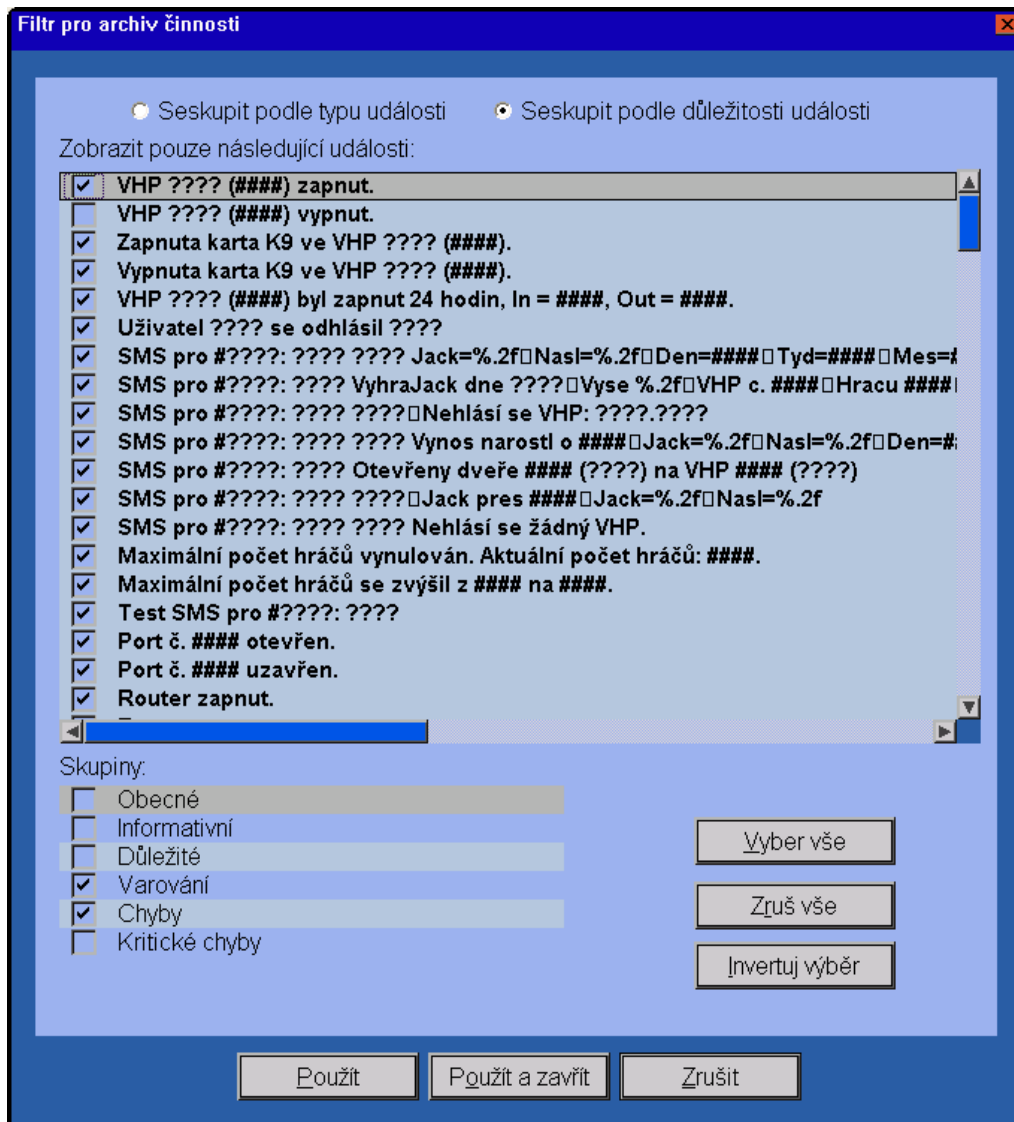 Filtr pro archiv činnosti
Seskupit podle typu události Seskupit podle důležitosti události
Zobrazit pouze následující události:
VHP ???? (####) zapnut.
VHP ???? (####) vypnut.
Zapnuta karta K9 ve VHP ???? (####).
Vypnuta karta K9 ve VHP ???? (####).
VHP ???? (####) byl zapnut 24 hodin, In = ####, Out = ####.
Uživatel ???? se odhlásil ????
SMS pro #????: ???? ???? Jack=%.2f▯Nasl=%.2f▯Den=####▯Tyd=####▯Mes=#
SMS pro #????: ???? VyhraJack dne ????▯Vyse %.2f▯VHP c. ####▯Hracu ####▯
SMS pro #????: ???? ????▯Nehlásí se VHP: ????.????
SMS pro #????: ???? ???? Vynos narostl o ####▯Jack=%.2f▯Nasl=%.2f▯Den=##
SMS pro #????: ???? Otevřeny dveře #### (????) na VHP #### (????)
SMS pro #????: ???? ????▯Jack pres ####▯Jack=%.2f▯Nasl=%.2f
SMS pro #????: ???? ???? Nehlásí se žádný VHP.
Maximální počet hráčů vynulován. Aktuální počet hráčů: ####.
Maximální počet hráčů se zvýšil z #### na ####.
Test SMS pro #????: ????
Port č. #### otevřen.
Port č. #### uzavřen.
Router zapnut.
Skupiny:
Obecné
Informativní
Důležité
Varování
Chyby
Kritické chyby
Vyber vše
Zruš vše
Invertuj výběr
Použít Použít a zavřít Zrušit